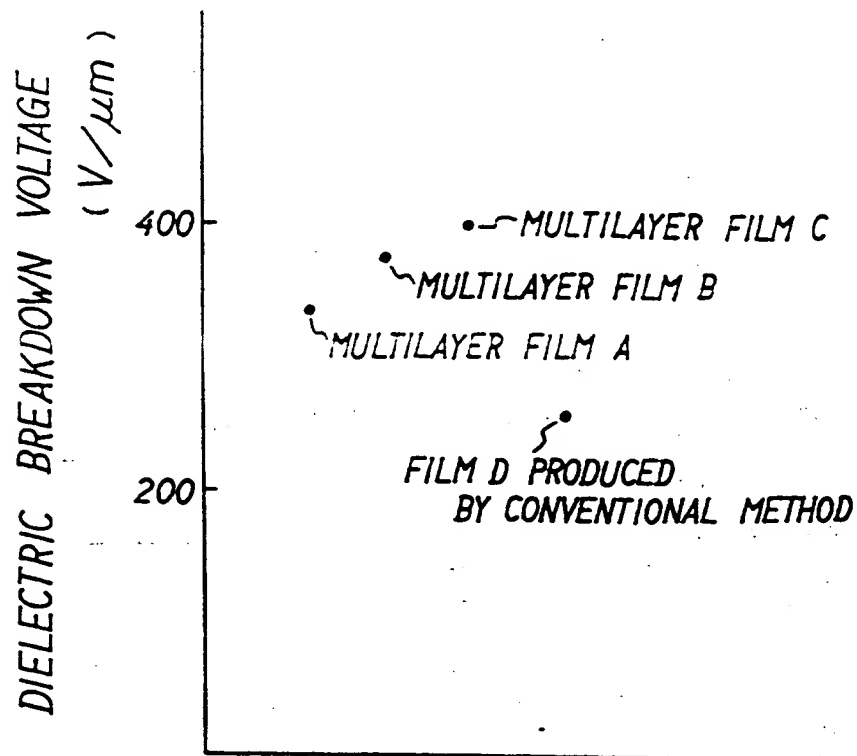 DIELECTRIC BREAKDOWN VOLTAGE
(V/μm)
400
MULTILAYER FILM C
MULTILAYER FILM B
MULTILAYER FILM A
FILM D PRODUCED
BY CONVENTIONAL METHOD
200